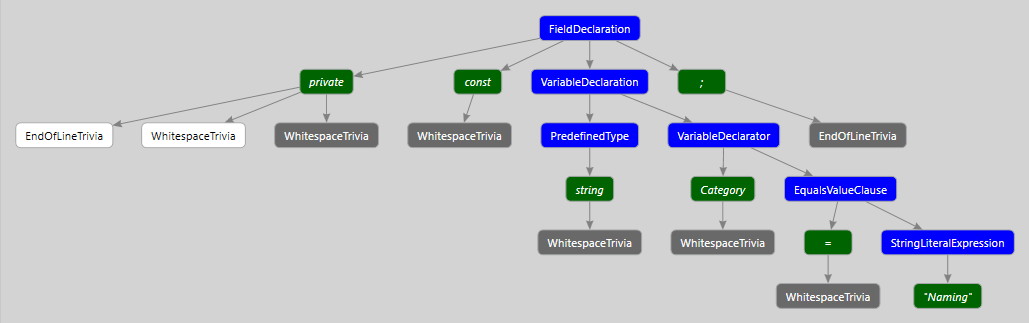 FieldDeclaration
private
const
VariableDeclaration
;
EndOfLineTrivia
WhitespaceTrivia
WhitespaceTrivia
WhitespaceTrivia
PredefinedType
VariableDeclarator
EndOfLineTrivia
string
Category
EqualsValueClause
WhitespaceTrivia
WhitespaceTrivia
=
StringLiteralExpression
WhitespaceTrivia
"Naming"